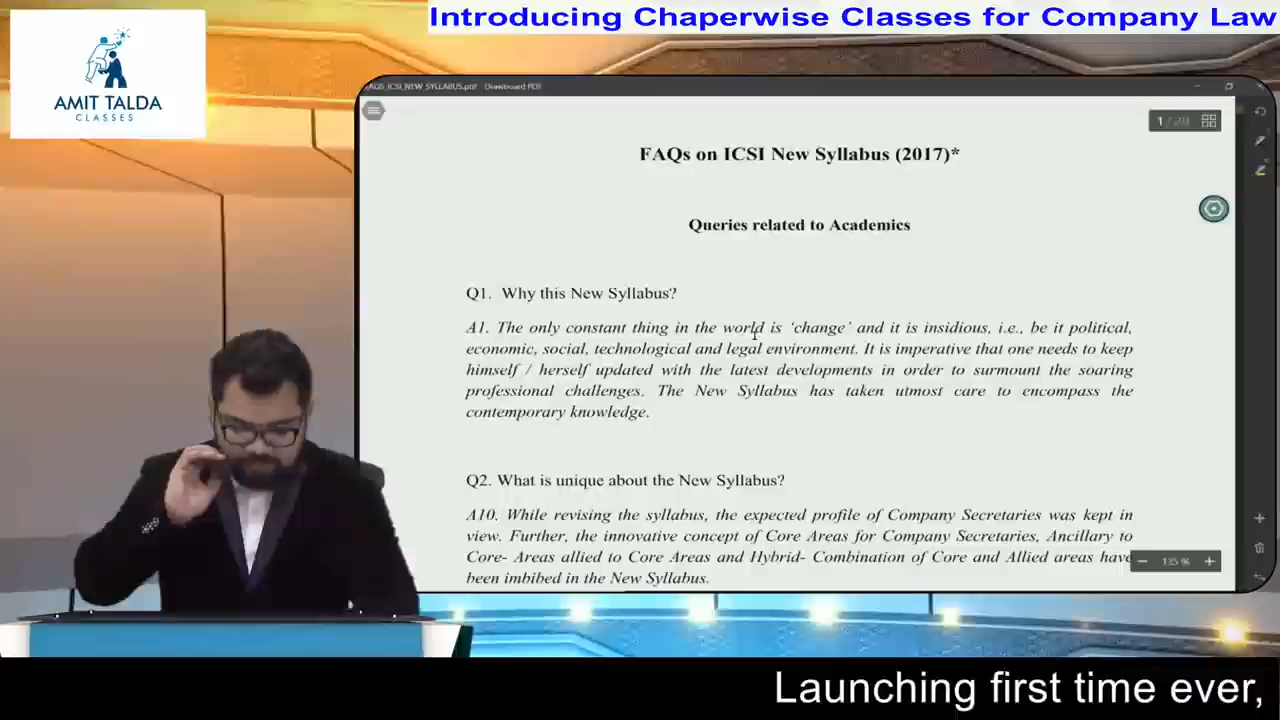 Introducing Chaperwise Classes for Company Law
AMIT TALDA
CLASSES
FAQS_ICSI_NEW_SYLLABUS.pdf - Drawboard PDF
1 / 20
FAQs on ICSI New Syllabus (2017)*
Queries related to Academics
Q1. Why this New Syllabus?
A1. The only constant thing in the world is ‘change’ and it is insidious, i.e., be it political,
economic, social, technological and legal environment. It is imperative that one needs to keep
himself / herself updated with the latest developments in order to surmount the soaring
professional challenges. The New Syllabus has taken utmost care to encompass the
contemporary knowledge.
Q2. What is unique about the New Syllabus?
A10. While revising the syllabus, the expected profile of Company Secretaries was kept in
view. Further, the innovative concept of Core Areas for Company Secretaries, Ancillary to
Core- Areas allied to Core Areas and Hybrid- Combination of Core and Allied areas have
been imbibed in the New Syllabus.
135 %
Launching first time ever,